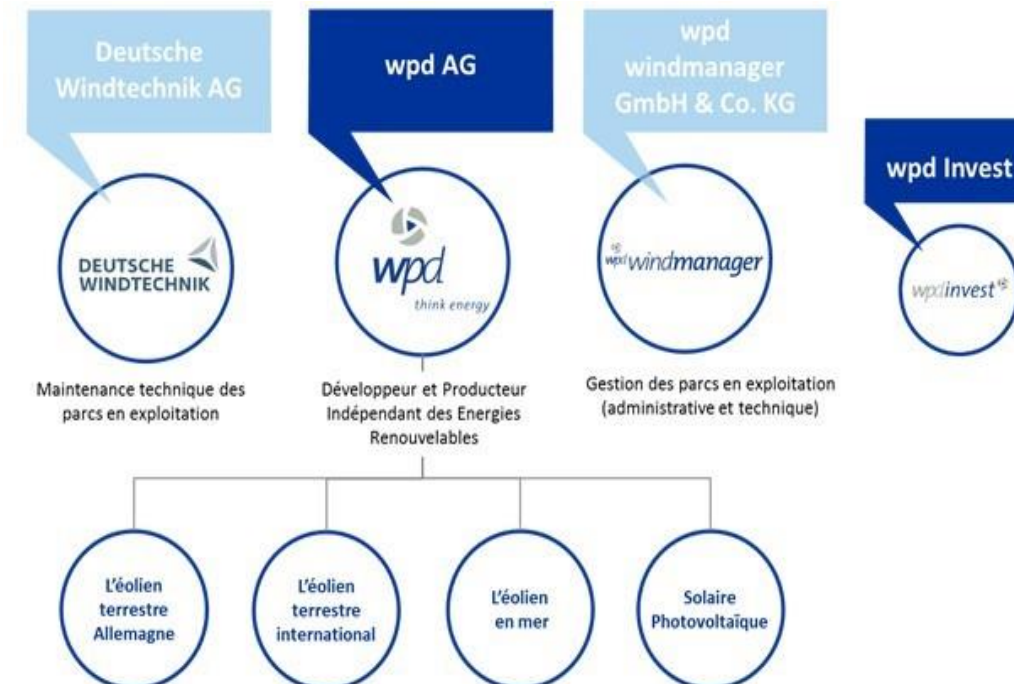 Deutsche
Windtechnik AG
wpd AG
wpd
windmanager
GmbH & Co. KG
wpd Invest
DEUTSCHE
WINDTECHNIK
wpd
think energy
wpd windmanager
wpdinvest
Maintenance technique des
parcs en exploitation
Développeur et Producteur
Indépendant des Energies
Renouvelables
Gestion des parcs en exploitation
(administrative et technique)
L'éolien
terrestre
Allemagne
L'éolien
terrestre
international
L'éolien
en mer
Solaire
Photovoltaïque